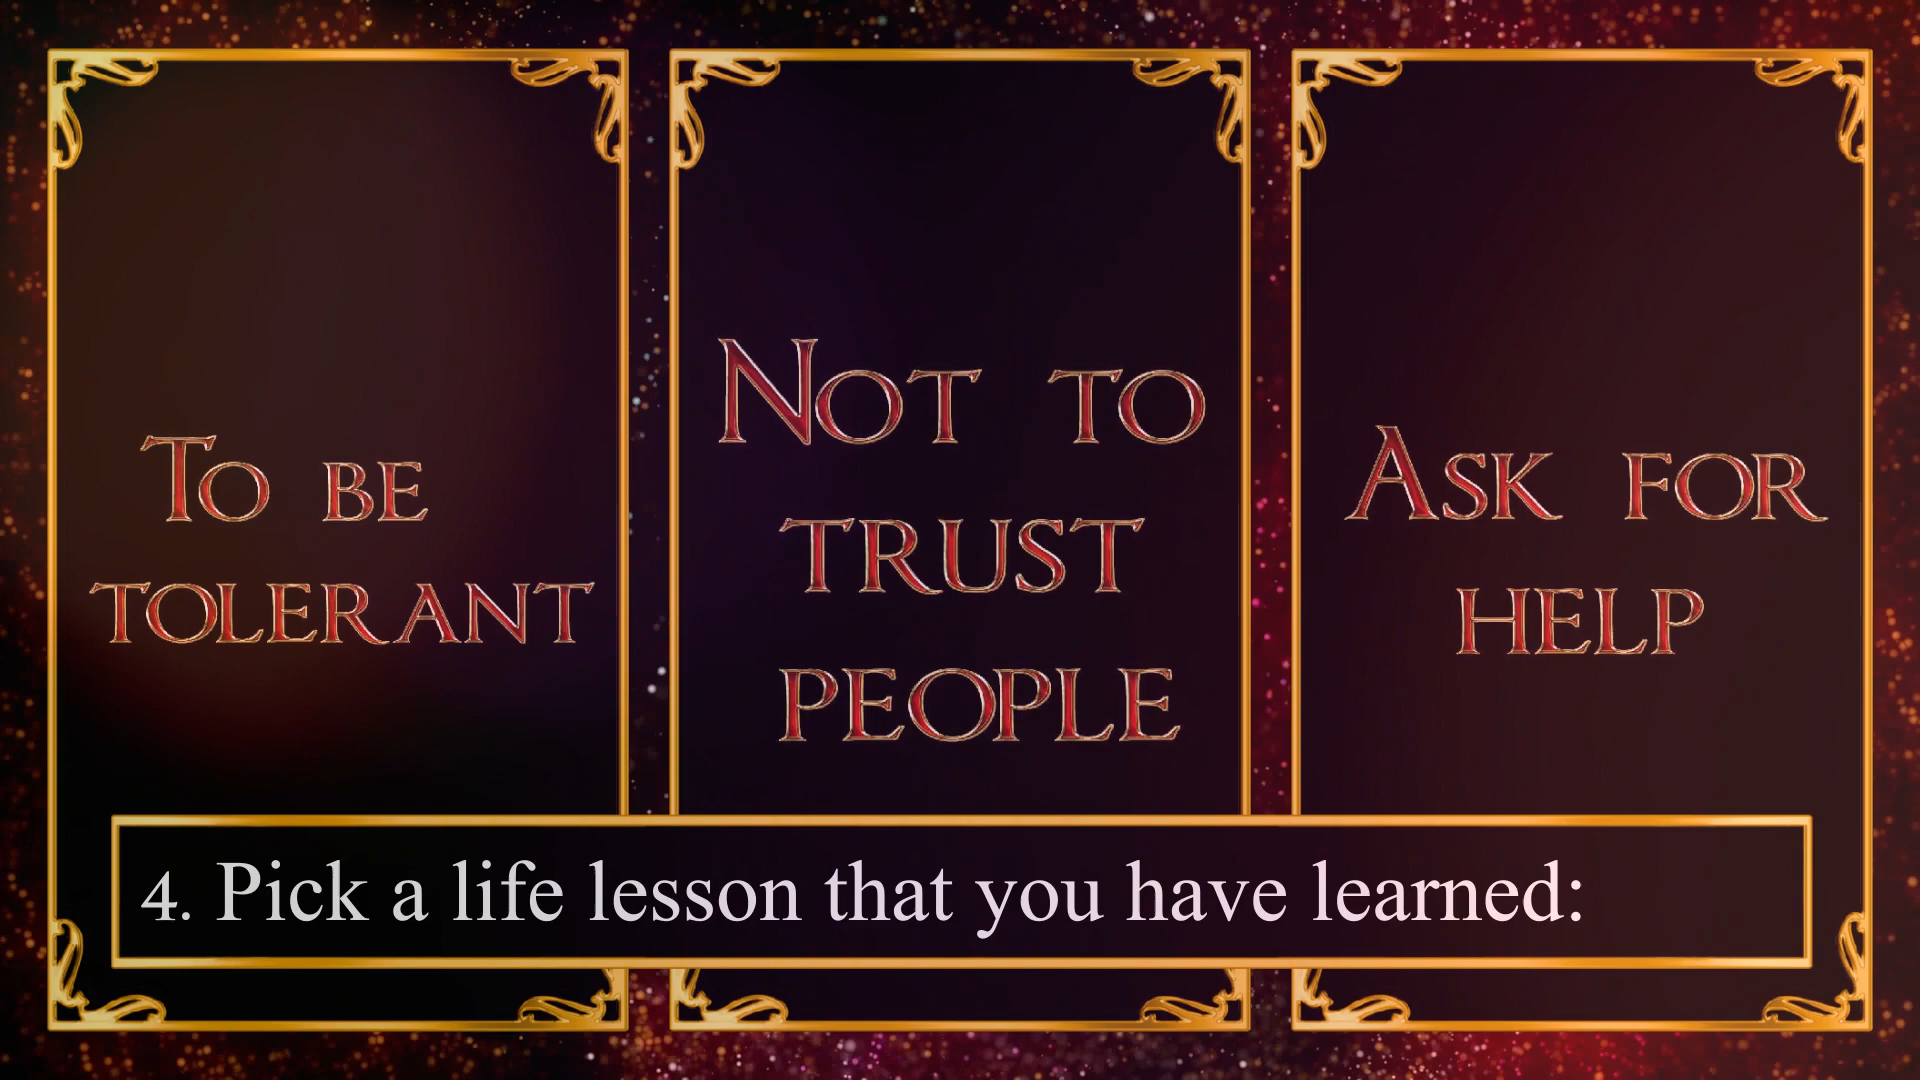 To be
tolerant
Not to
trust
people
Ask for
help
4. Pick a life lesson that you have learned: